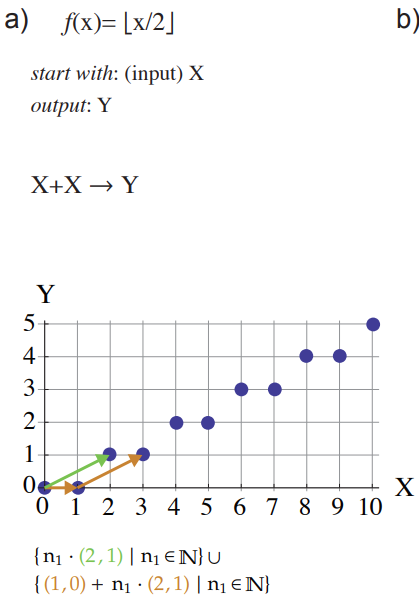 a) f(x)= ⌊x/2⌋ b)
start with: (input) X
output: Y
X+X → Y
Y
5
4
3
2
1
0
0 1 2 3 4 5 6 7 8 9 10 X
{n₁ · (2,1) | n₁ ∈ ℕ} ∪
{(1,0) + n₁ · (2,1) | n₁ ∈ ℕ}